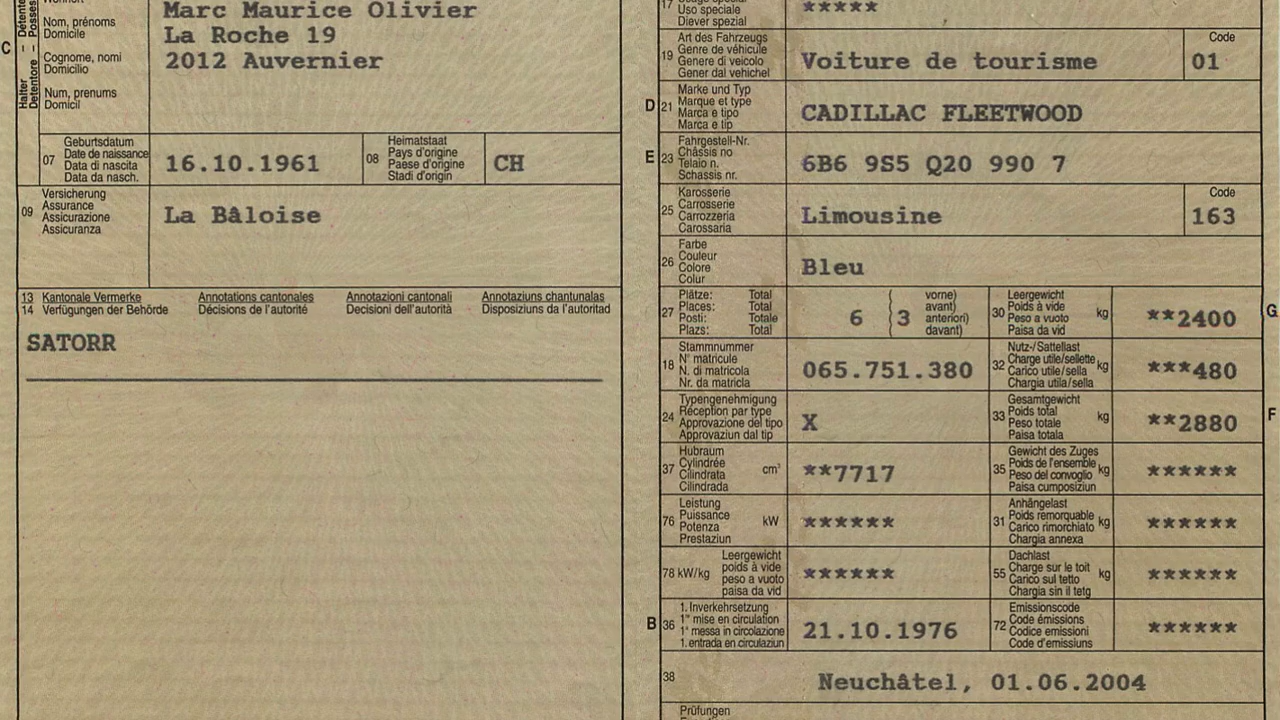 C
Halter – Détenteur
Detentore – Posses
Marc Maurice Olivier
Nom, prénoms
Domicile
La Roche 19
Cognome, nomi
Domicilio
2012 Auvernier
Num, prenums
Domicil
07
Geburtsdatum
Date de naissance
Data di nascita
Data da nasch.
16.10.1961
08
Heimatstaat
Pays d'origine
Paese d'origine
Stadi d'origin
CH
09
Versicherung
Assurance
Assicurazione
Assicuranza
La Bâloise
13 Kantonale Vermerke Annotations cantonales Annotazioni cantonali Annotaziuns chantunalas
14 Verfügungen der Behörde Décisions de l'autorité Decisioni dell'autorità Disposiziuns da l'autoritad
SATORR
17
Uso speciale
Diever spezial
*****
19
Art des Fahrzeugs
Genre de véhicule
Genere di veicolo
Gener dal vehichel
Voiture de tourisme
Code
01
D 21
Marke und Typ
Marque et type
Marca e tipo
Marca e tip
CADILLAC FLEETWOOD
E 23
Fahrgestell-Nr.
Châssis no
Telaio n.
Schassis nr.
6B6 9S5 Q20 990 7
25
Karosserie
Carrosserie
Carrozzeria
Carossaria
Limousine
Code
163
26
Farbe
Couleur
Colore
Colur
Bleu
27
Plätze: Total
Places: Total
Posti: Totale
Plazs: Total
6
3
vorne)
avant)
anteriori)
davant)
30
Leergewicht
Poids à vide
Peso a vuoto
Paisa da vid
kg
**2400
G
18
Stammnummer
N° matricule
N. di matricola
Nr. da matricla
065.751.380
32
Nutz-/Sattellast
Charge utile/sellette
Carico utile/sella
Chargia utila/sella
kg
***480
24
Typengenehmigung
Réception par type
Approvazione del tipo
Approvaziun dal tip
X
33
Gesamtgewicht
Poids total
Peso totale
Paisa totala
kg
**2880
F
37
Hubraum
Cylindrée
Cilindrata
Cilindrada
cm³
**7717
35
Gewicht des Zuges
Poids de l'ensemble
Peso del convoglio
Paisa cumposiziun
kg
******
76
Leistung
Puissance
Potenza
Prestaziun
kW
******
31
Anhängelast
Poids remorquable
Carico rimorchiato
Chargia annexa
kg
******
78 kW/kg
Leergewicht
poids à vide
peso a vuoto
paisa da vid
******
55
Dachlast
Charge sur le toit
Carico sul tetto
Chargia sin il tetg
kg
******
B 36
1. Inverkehrsetzung
1re mise en circulation
1a messa in circolazione
1. entrada en circulaziun
21.10.1976
72
Emissionscode
Code émissions
Codice emissioni
Code d'emissiuns
******
38
Neuchâtel, 01.06.2004
Prüfungen